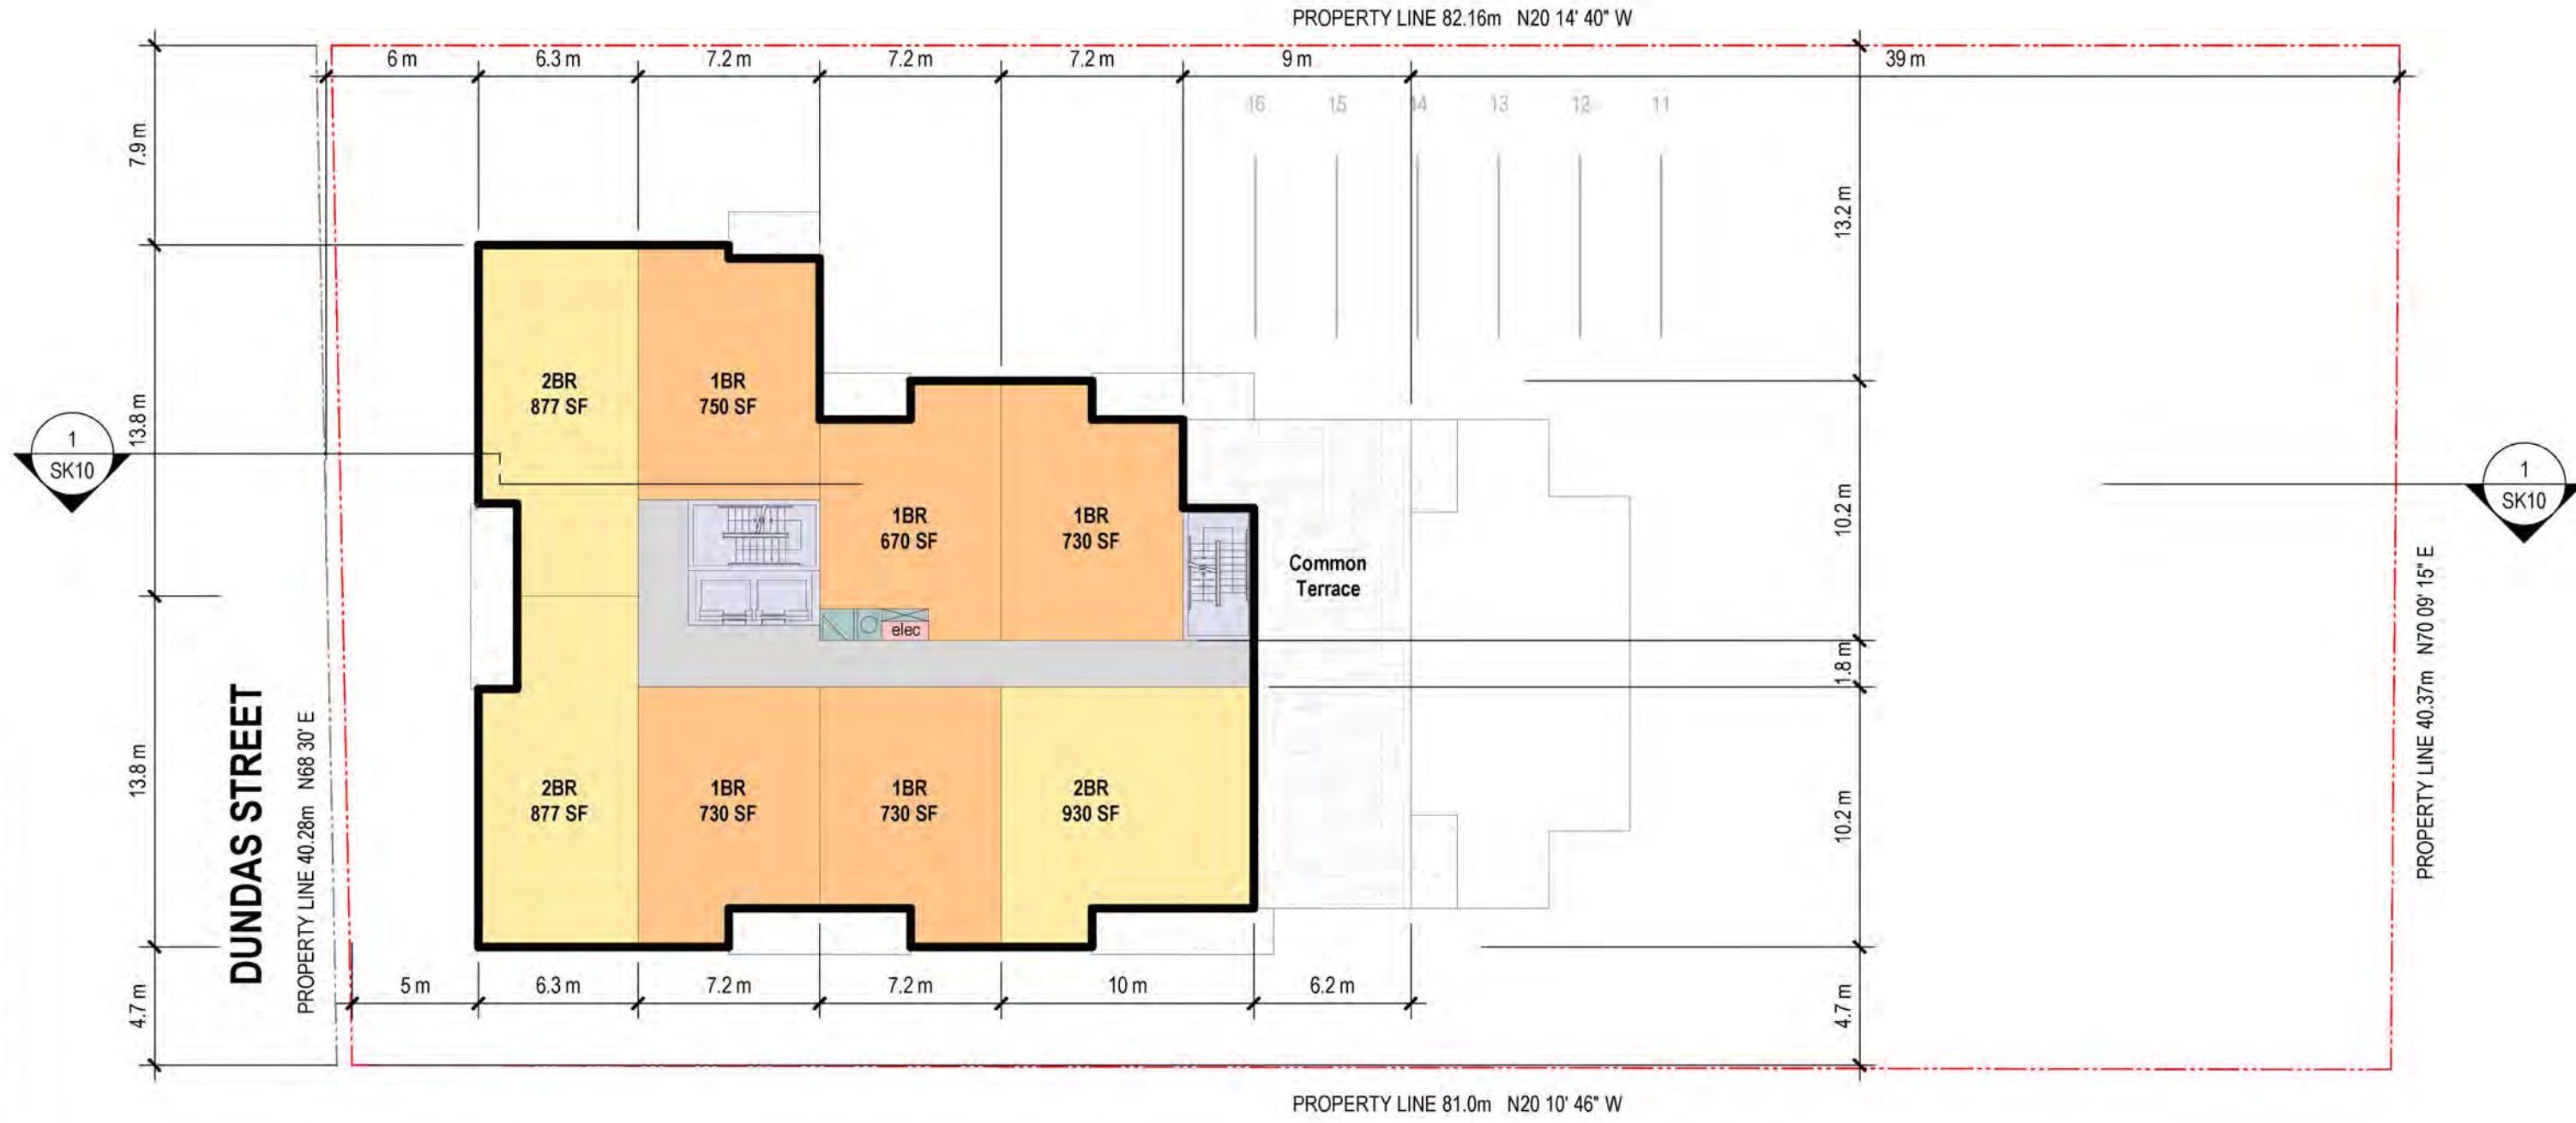 PROPERTY LINE 82.16m N20 14' 40" W
6 m
6.3 m
7.2 m
7.2 m
7.2 m
9 m
39 m
16
15
14
13
12
11
7.9 m
13.2 m
2BR
877 SF
1BR
750 SF
13.8 m
1
SK10
1
SK10
1BR
670 SF
1BR
730 SF
10.2 m
Common
Terrace
elec
1.8 m
PROPERTY LINE 40.37m N70 09' 15" E
DUNDAS STREET
PROPERTY LINE 40.28m N68 30' E
13.8 m
2BR
877 SF
1BR
730 SF
1BR
730 SF
2BR
930 SF
10.2 m
4.7 m
5 m
6.3 m
7.2 m
7.2 m
10 m
6.2 m
4.7 m
PROPERTY LINE 81.0m N20 10' 46" W